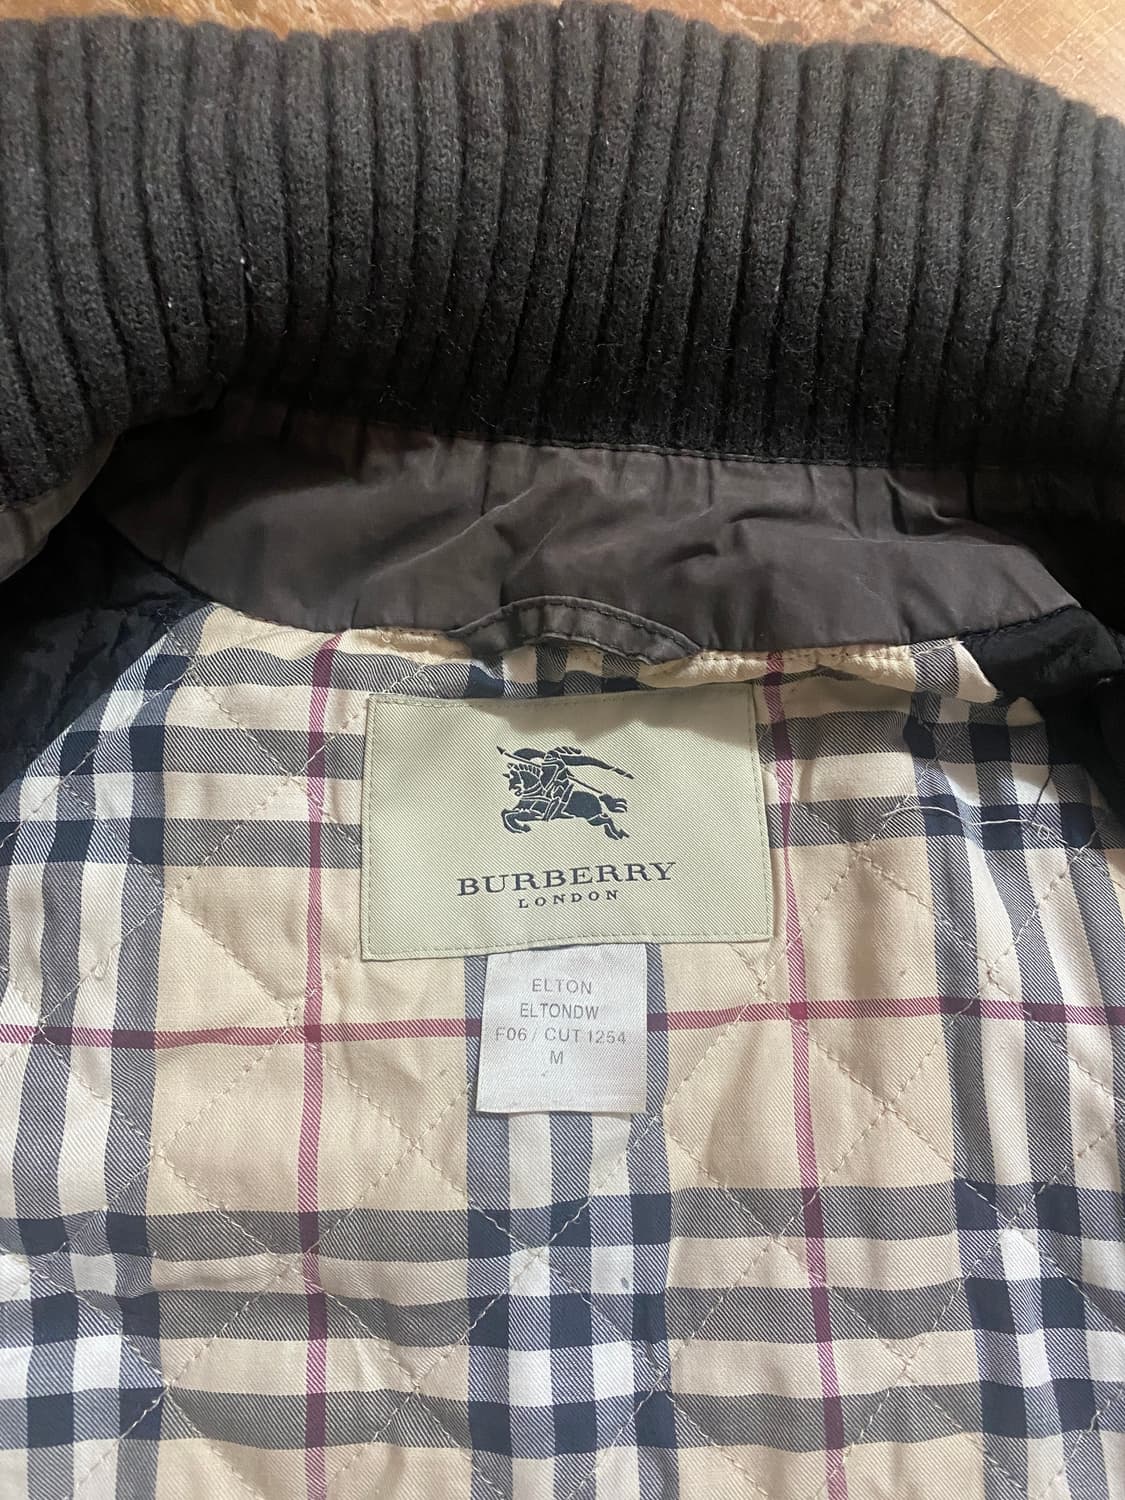 BURBERRY
LONDON
ELTON
ELTONDW
F06 / CUT 1254
M